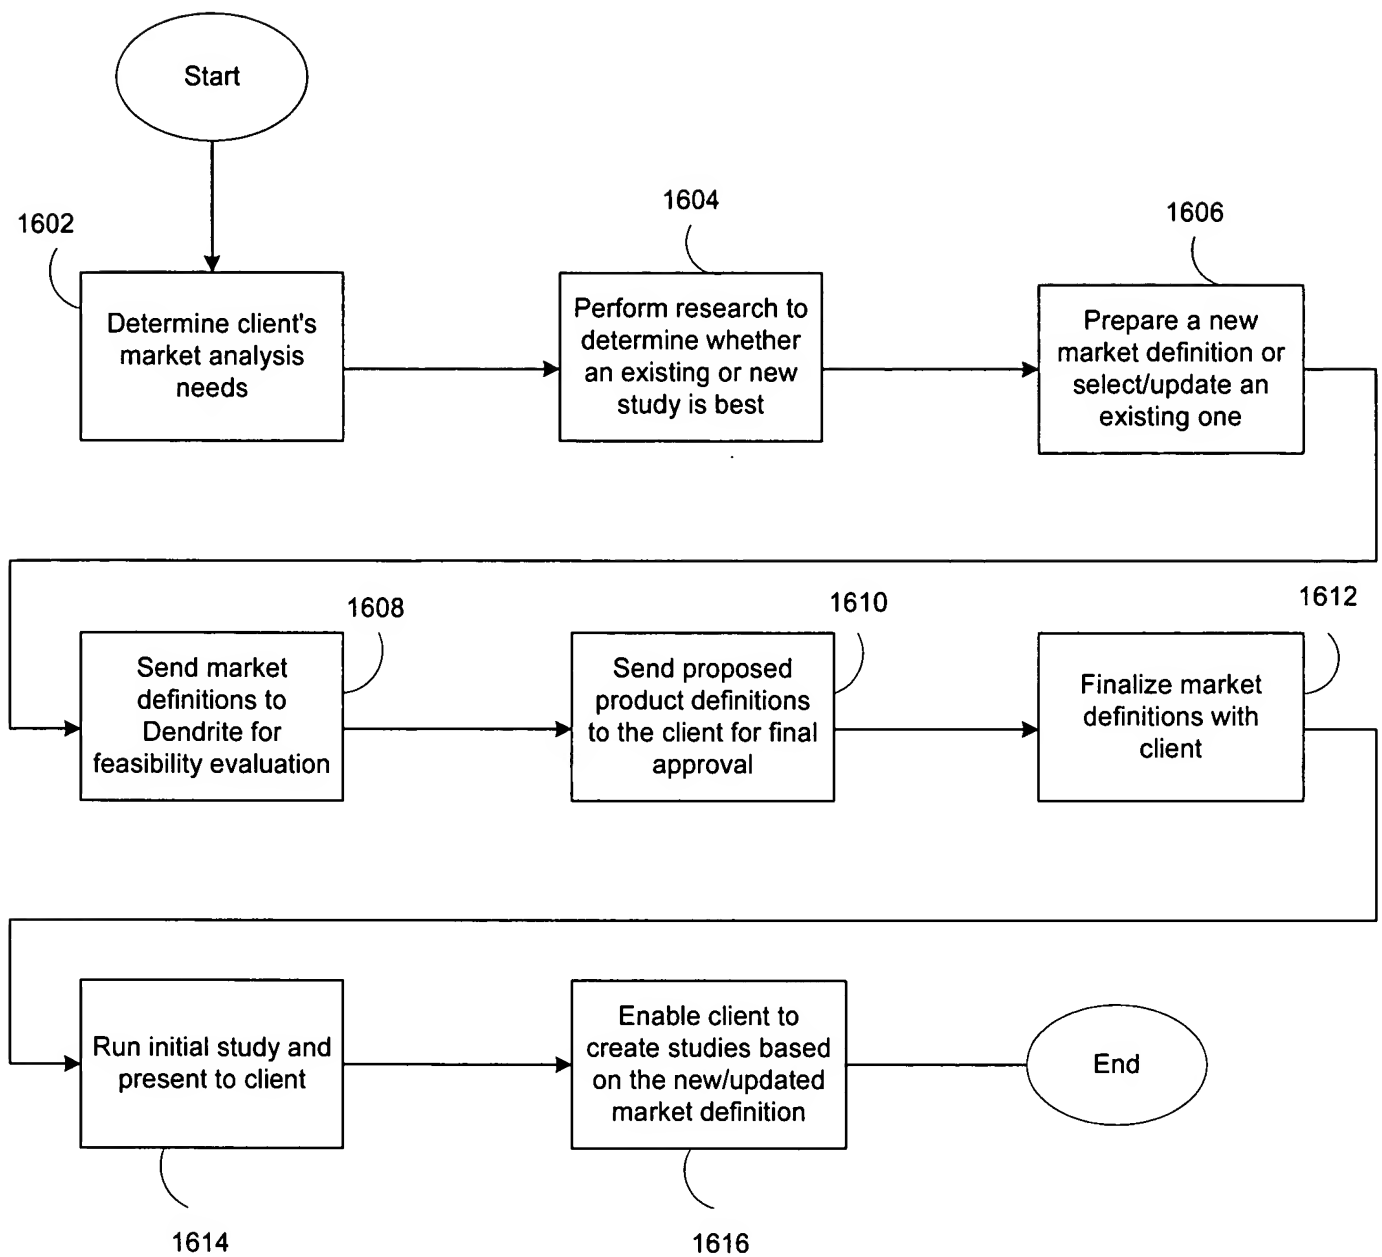 Start
1602
Determine client's
market analysis
needs
1604
Perform research to
determine whether
an existing or new
study is best
1606
Prepare a new
market definition or
select/update an
existing one
1608
Send market
definitions to
Dendrite for
feasibility evaluation
1610
Send proposed
product definitions
to the client for final
approval
1612
Finalize market
definitions with
client
Run initial study and
present to client
1614
Enable client to
create studies based
on the new/updated
market definition
1616
End